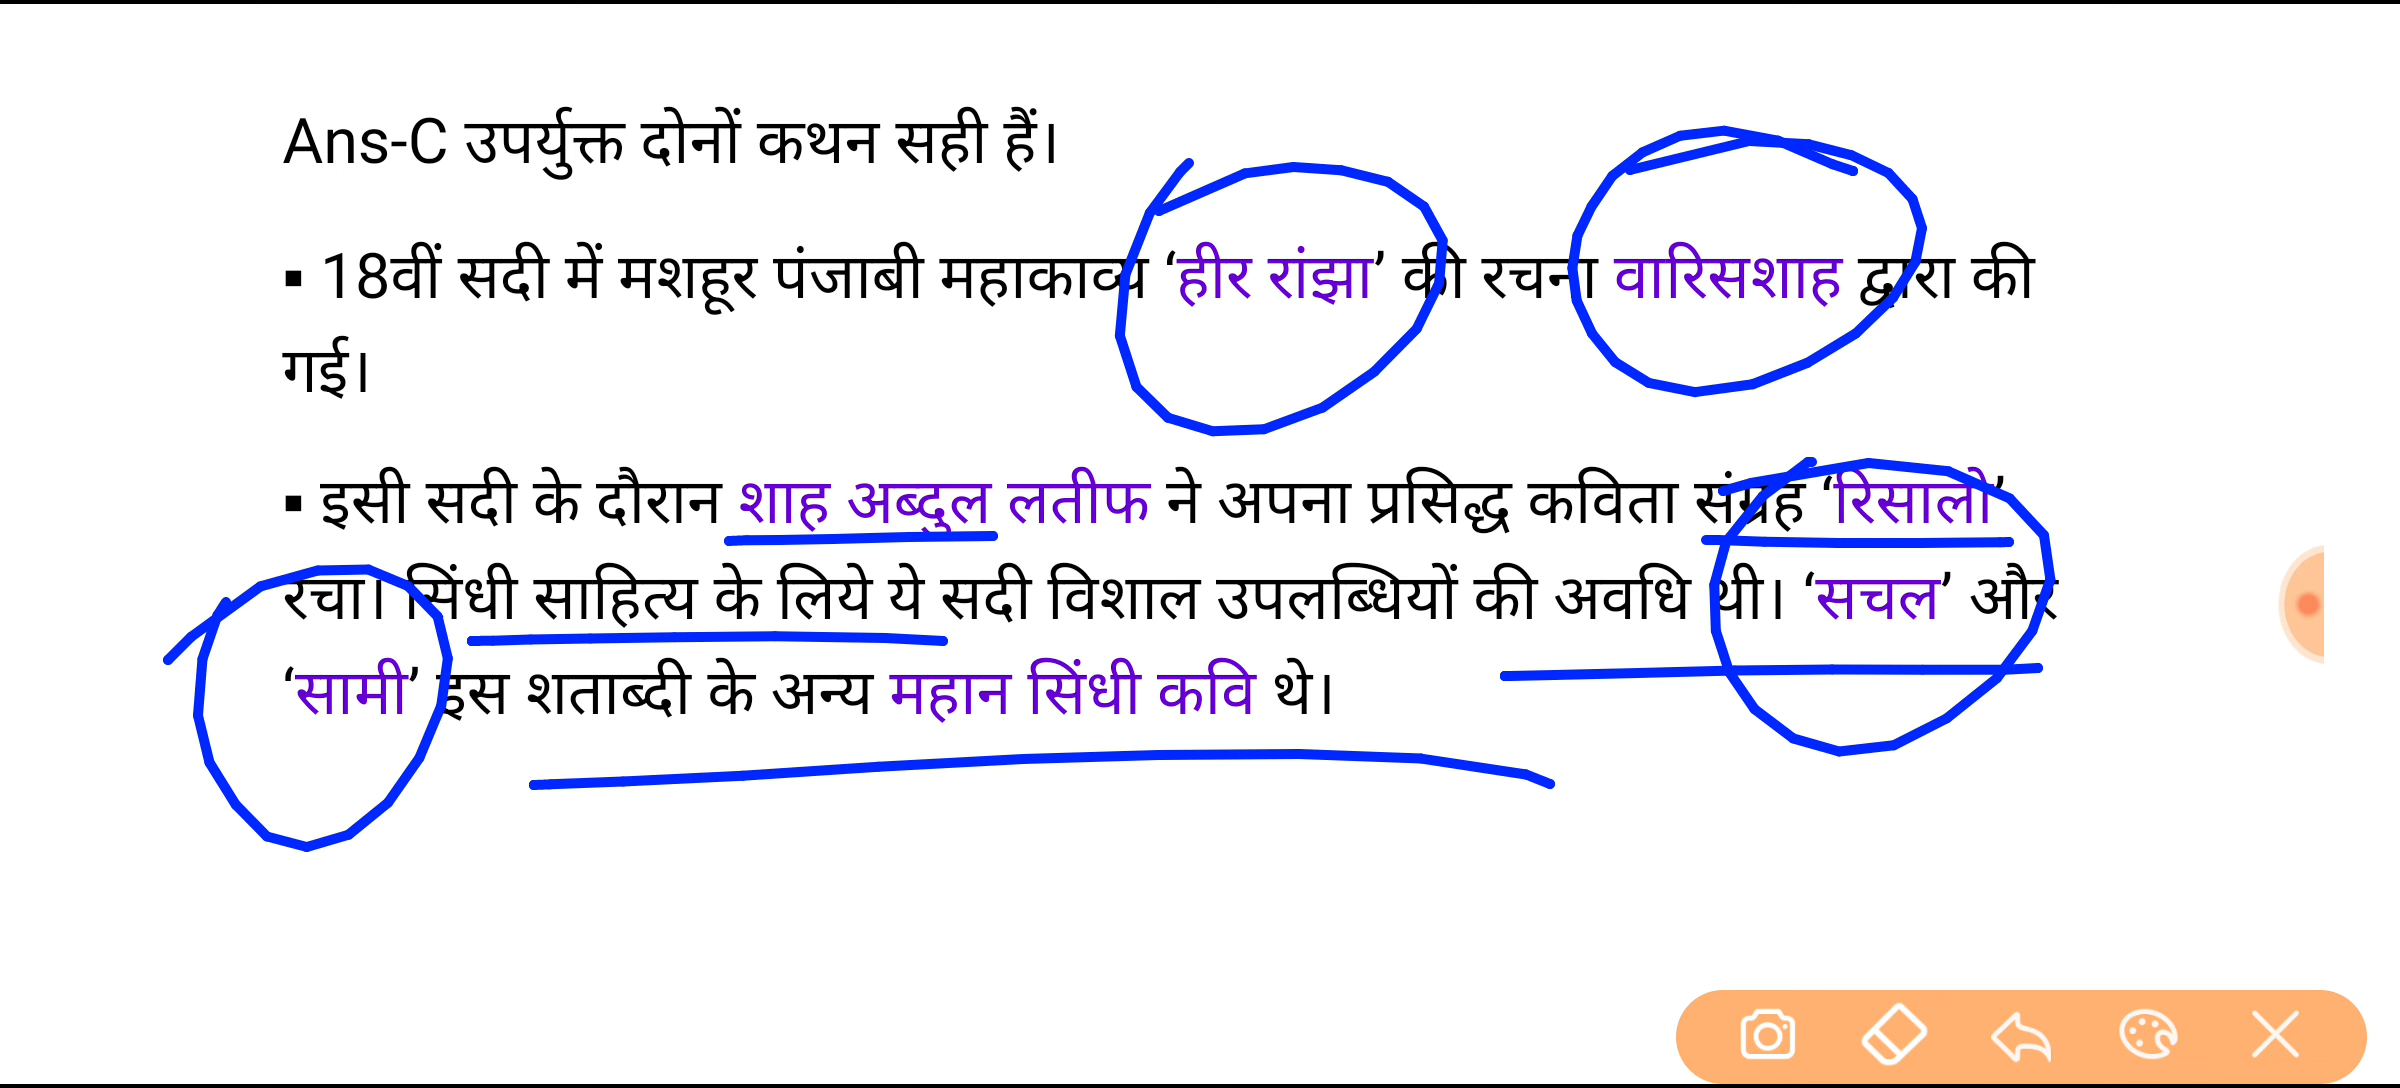 Ans-C उपर्युक्त दोनों कथन सही हैं।
▪ 18वीं सदी में मशहूर पंजाबी महाकाव्य ‘हीर रांझा’ की रचना वारिसशाह द्वारा की
गई।
▪ इसी सदी के दौरान शाह अब्दुल लतीफ ने अपना प्रसिद्ध कविता संग्रह ‘रिसालो’
रचा। सिंधी साहित्य के लिये ये सदी विशाल उपलब्धियों की अवधि थी। ‘सचल’ और
‘सामी’ इस शताब्दी के अन्य महान सिंधी कवि थे।